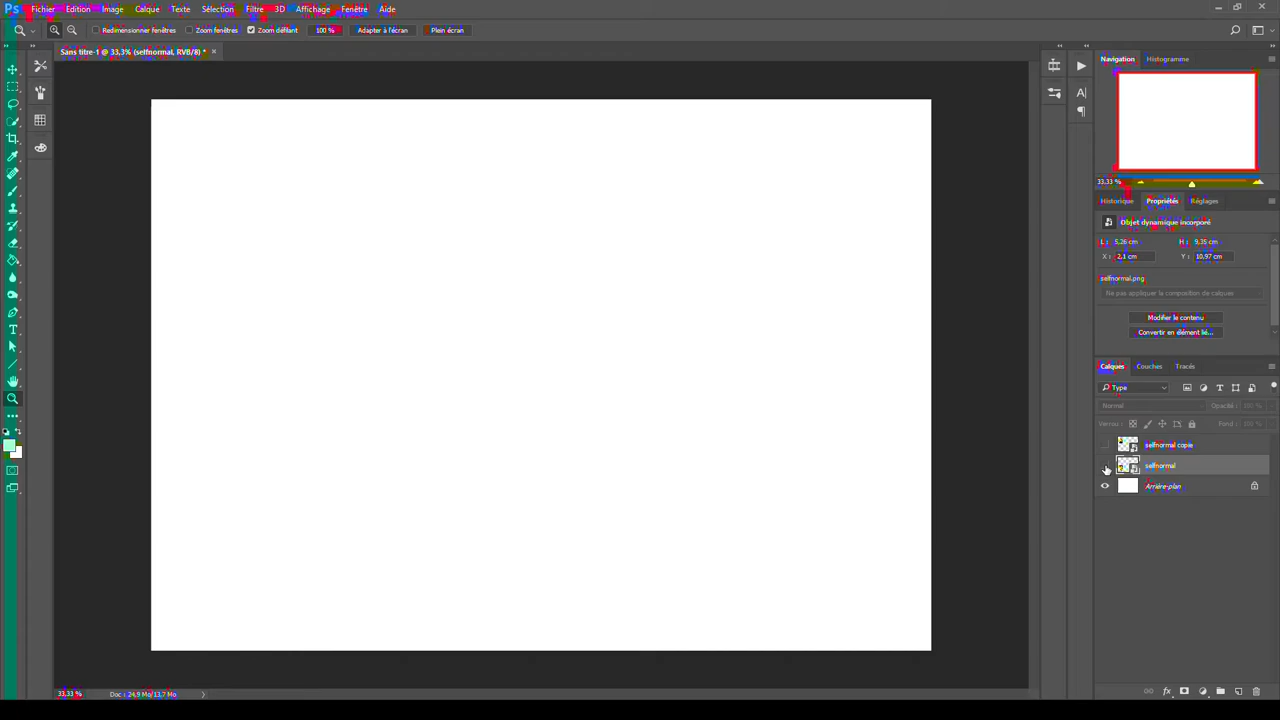 Ps Fichier Edition Image Calque Texte Sélection Filtre 3D Affichage Fenêtre Aide
Redimensionner fenêtres Zoom fenêtres Zoom défilant 100 % Adapter à l'écran Plein écran
Sans titre-1 @ 33,3% (selfnormal, RVB/8) *
Navigation Histogramme
33,33 %
Historique Propriétés Réglages
Objet dynamique incorporé
L : 5,26 cm H : 9,35 cm
X : 2,1 cm Y : 10,97 cm
selfnormal.png
Ne pas appliquer la composition de calques
Modifier le contenu
Convertir en élément lié...
Calques Couches Tracés
Type
Normal Opacité : 100 %
Verrou : Fond : 100 %
selfnormal copie
selfnormal
Arrière-plan
33,33 % Doc : 24,9 Mo/13,7 Mo